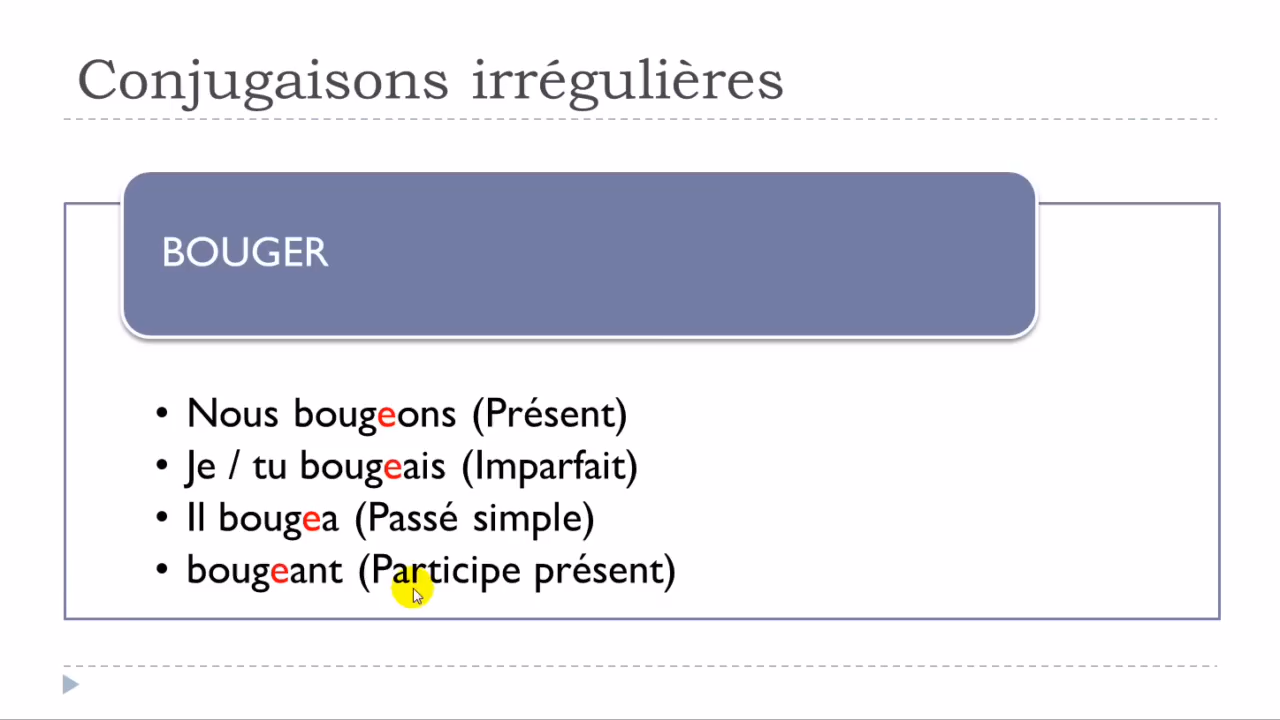 Conjugaisons irrégulières
BOUGER
• Nous bougeons (Présent)
• Je / tu bougeais (Imparfait)
• Il bougea (Passé simple)
• bougeant (Participe présent)